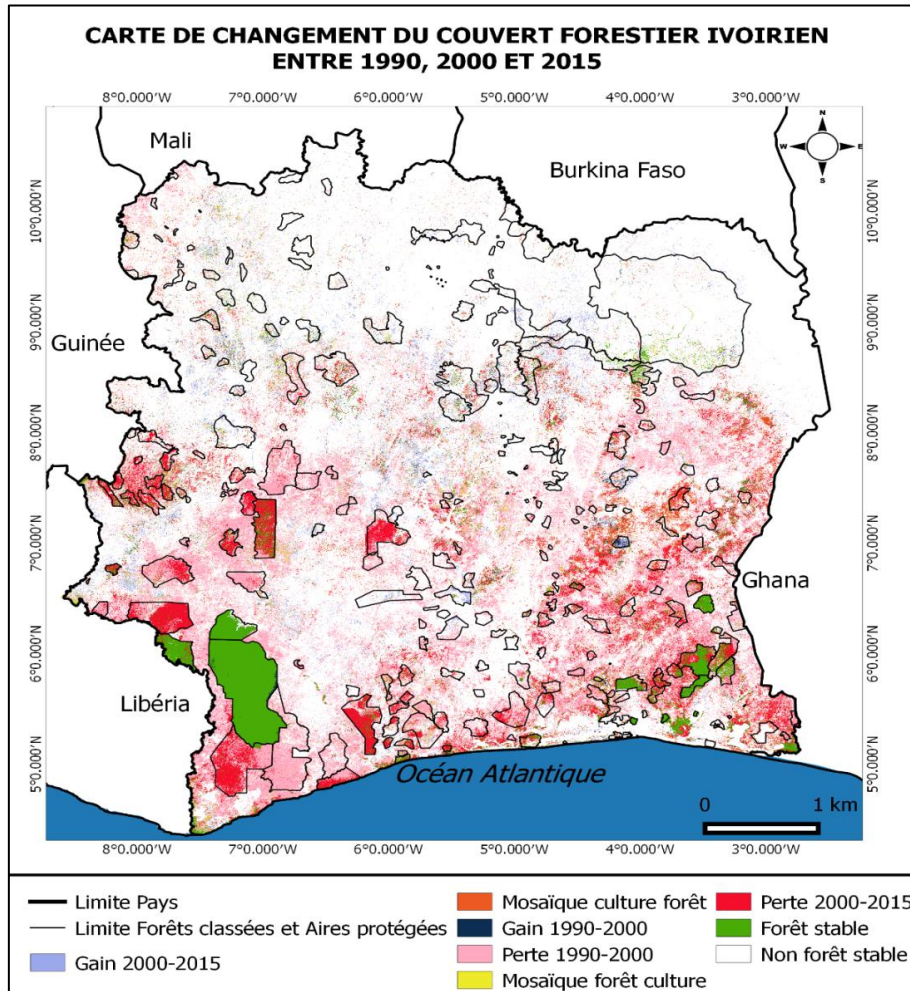 CARTE DE CHANGEMENT DU COUVERT FORESTIER IVOIRIEN
ENTRE 1990, 2000 ET 2015
8°0.000'W 7°0.000'W 6°0.000'W 5°0.000'W 4°0.000'W 3°0.000'W
N
W E
S
Mali
Burkina Faso
10°0.000'N 10°0.000'N
9°0.000'N 9°0.000'N
Guinée
8°0.000'N 8°0.000'N
7°0.000'N 7°0.000'N
Ghana
6°0.000'N 6°0.000'N
Libéria
5°0.000'N 5°0.000'N
Océan Atlantique
0 1 km
8°0.000'W 7°0.000'W 6°0.000'W 5°0.000'W 4°0.000'W 3°0.000'W
Limite Pays
Limite Forêts classées et Aires protégées
Gain 2000-2015
Mosaïque culture forêt
Gain 1990-2000
Perte 1990-2000
Mosaïque forêt culture
Perte 2000-2015
Forêt stable
Non forêt stable